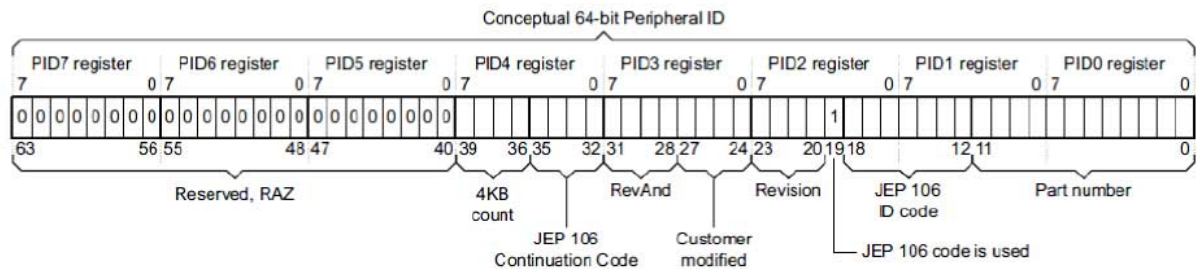 Conceptual 64-bit Peripheral ID
PID7 register PID6 register PID5 register PID4 register PID3 register PID2 register PID1 register PID0 register
7 0 7 0 7 0 7 0 7 0 7 0 7 0 7 0
0 0 0 0 0 0 0 0 0 0 0 0 0 0 0 0 0 0 0 0 0 0 0 0 1
63 56 55 48 47 40 39 36 35 32 31 28 27 24 23 20 19 18 12 11 0
Reserved, RAZ 4KB count RevAnd Revision JEP 106 ID code Part number
JEP 106 Continuation Code Customer modified JEP 106 code is used